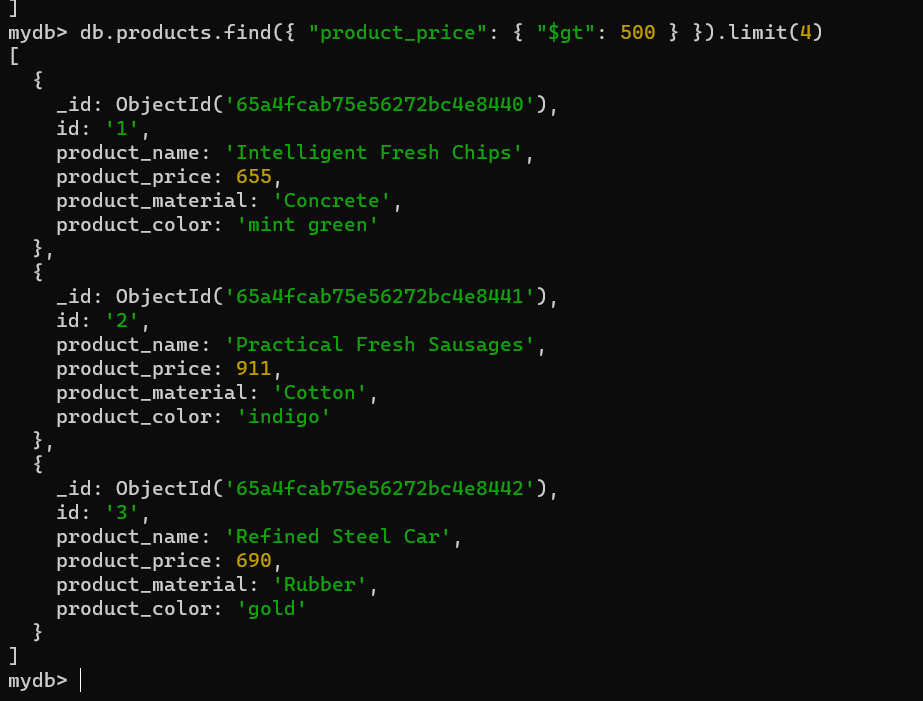 ]
mydb> db.products.find({ "product_price": { "$gt": 500 } }).limit(4)
[
  {
    _id: ObjectId('65a4fcab75e56272bc4e8440'),
    id: '1',
    product_name: 'Intelligent Fresh Chips',
    product_price: 655,
    product_material: 'Concrete',
    product_color: 'mint green'
  },
  {
    _id: ObjectId('65a4fcab75e56272bc4e8441'),
    id: '2',
    product_name: 'Practical Fresh Sausages',
    product_price: 911,
    product_material: 'Cotton',
    product_color: 'indigo'
  },
  {
    _id: ObjectId('65a4fcab75e56272bc4e8442'),
    id: '3',
    product_name: 'Refined Steel Car',
    product_price: 690,
    product_material: 'Rubber',
    product_color: 'gold'
  }
]
mydb>